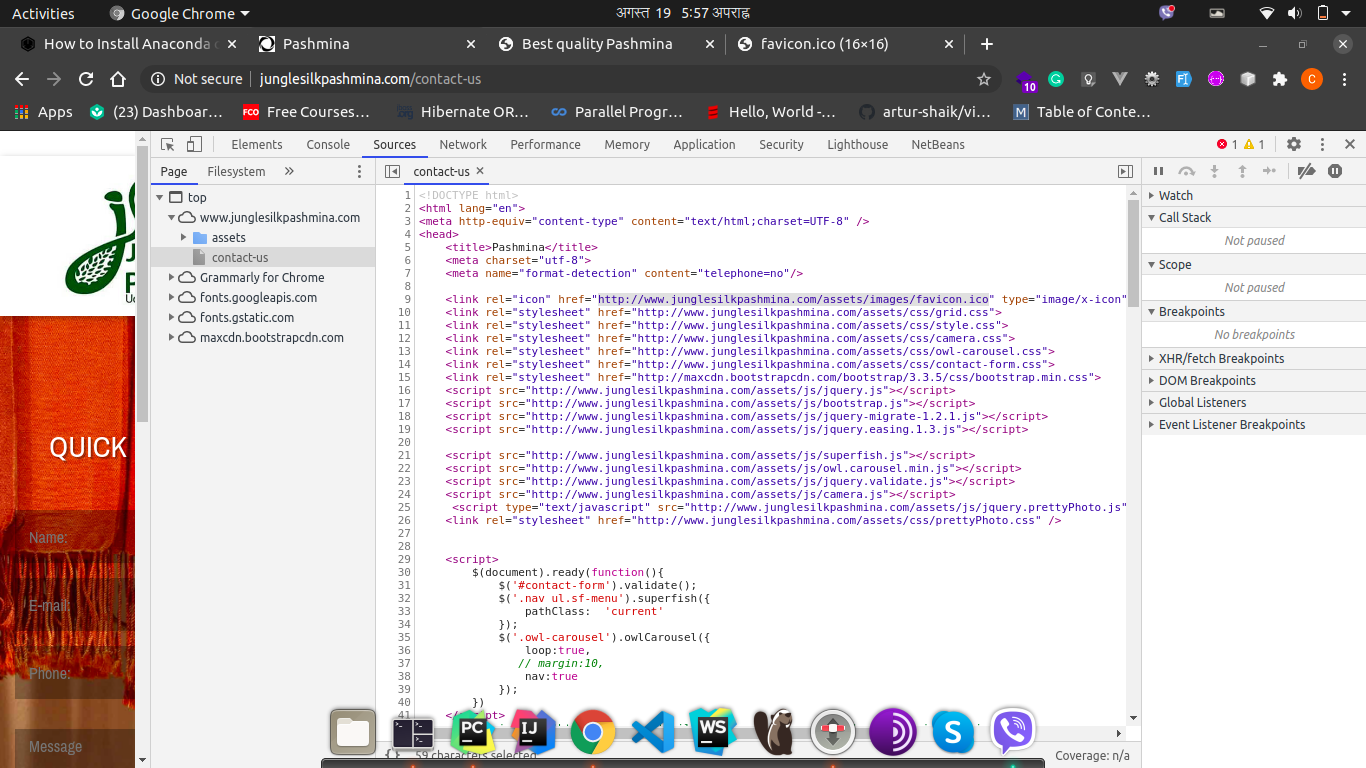 Activities
Google Chrome
अगस्त 19 5:57 अपराह्न
How to Install Anaconda
Pashmina
Best quality Pashmina
favicon.ico (16×16)
Not secure
junglesilkpashmina.com/contact-us
10
C
Apps
(23) Dashboar…
FCO
Free Courses…
Hibernate OR…
Parallel Progr…
Hello, World -…
artur-shaik/vi…
M
Table of Conte…
Elements
Console
Sources
Network
Performance
Memory
Application
Security
Lighthouse
NetBeans
1
1
Page
Filesystem
contact-us
top
www.junglesilkpashmina.com
assets
contact-us
Grammarly for Chrome
fonts.googleapis.com
fonts.gstatic.com
maxcdn.bootstrapcdn.com
QUICK
Name:
E-mail:
Phone:
Message
1 <!DOCTYPE html>
2 <html lang="en">
3 <meta http-equiv="content-type" content="text/html;charset=UTF-8" />
4 <head>
5 <title>Pashmina</title>
6 <meta charset="utf-8">
7 <meta name="format-detection" content="telephone=no"/>
8
9 <link rel="icon" href="http://www.junglesilkpashmina.com/assets/images/favicon.ico" type="image/x-icon"
10 <link rel="stylesheet" href="http://www.junglesilkpashmina.com/assets/css/grid.css">
11 <link rel="stylesheet" href="http://www.junglesilkpashmina.com/assets/css/style.css">
12 <link rel="stylesheet" href="http://www.junglesilkpashmina.com/assets/css/camera.css">
13 <link rel="stylesheet" href="http://www.junglesilkpashmina.com/assets/css/owl-carousel.css">
14 <link rel="stylesheet" href="http://www.junglesilkpashmina.com/assets/css/contact-form.css">
15 <link rel="stylesheet" href="http://maxcdn.bootstrapcdn.com/bootstrap/3.3.5/css/bootstrap.min.css">
16 <script src="http://www.junglesilkpashmina.com/assets/js/jquery.js"></script>
17 <script src="http://www.junglesilkpashmina.com/assets/js/bootstrap.js"></script>
18 <script src="http://www.junglesilkpashmina.com/assets/js/jquery-migrate-1.2.1.js"></script>
19 <script src="http://www.junglesilkpashmina.com/assets/js/jquery.easing.1.3.js"></script>
20
21 <script src="http://www.junglesilkpashmina.com/assets/js/superfish.js"></script>
22 <script src="http://www.junglesilkpashmina.com/assets/js/owl.carousel.min.js"></script>
23 <script src="http://www.junglesilkpashmina.com/assets/js/jquery.validate.js"></script>
24 <script src="http://www.junglesilkpashmina.com/assets/js/camera.js"></script>
25 <script type="text/javascript" src="http://www.junglesilkpashmina.com/assets/js/jquery.prettyPhoto.js"
26 <link rel="stylesheet" href="http://www.junglesilkpashmina.com/assets/css/prettyPhoto.css" />
27
28
29 <script>
30 $(document).ready(function(){
31 $('#contact-form').validate();
32 $('.nav ul.sf-menu').superfish({
33 pathClass: 'current'
34 });
35 $('.owl-carousel').owlCarousel({
36 loop:true,
37 // margin:10,
38 nav:true
39 });
40 })
41 </script>
{ }
59 characters selected
Coverage: n/a
Watch
Call Stack
Not paused
Scope
Not paused
Breakpoints
No breakpoints
XHR/fetch Breakpoints
DOM Breakpoints
Global Listeners
Event Listener Breakpoints
PC
IJ
WS
S